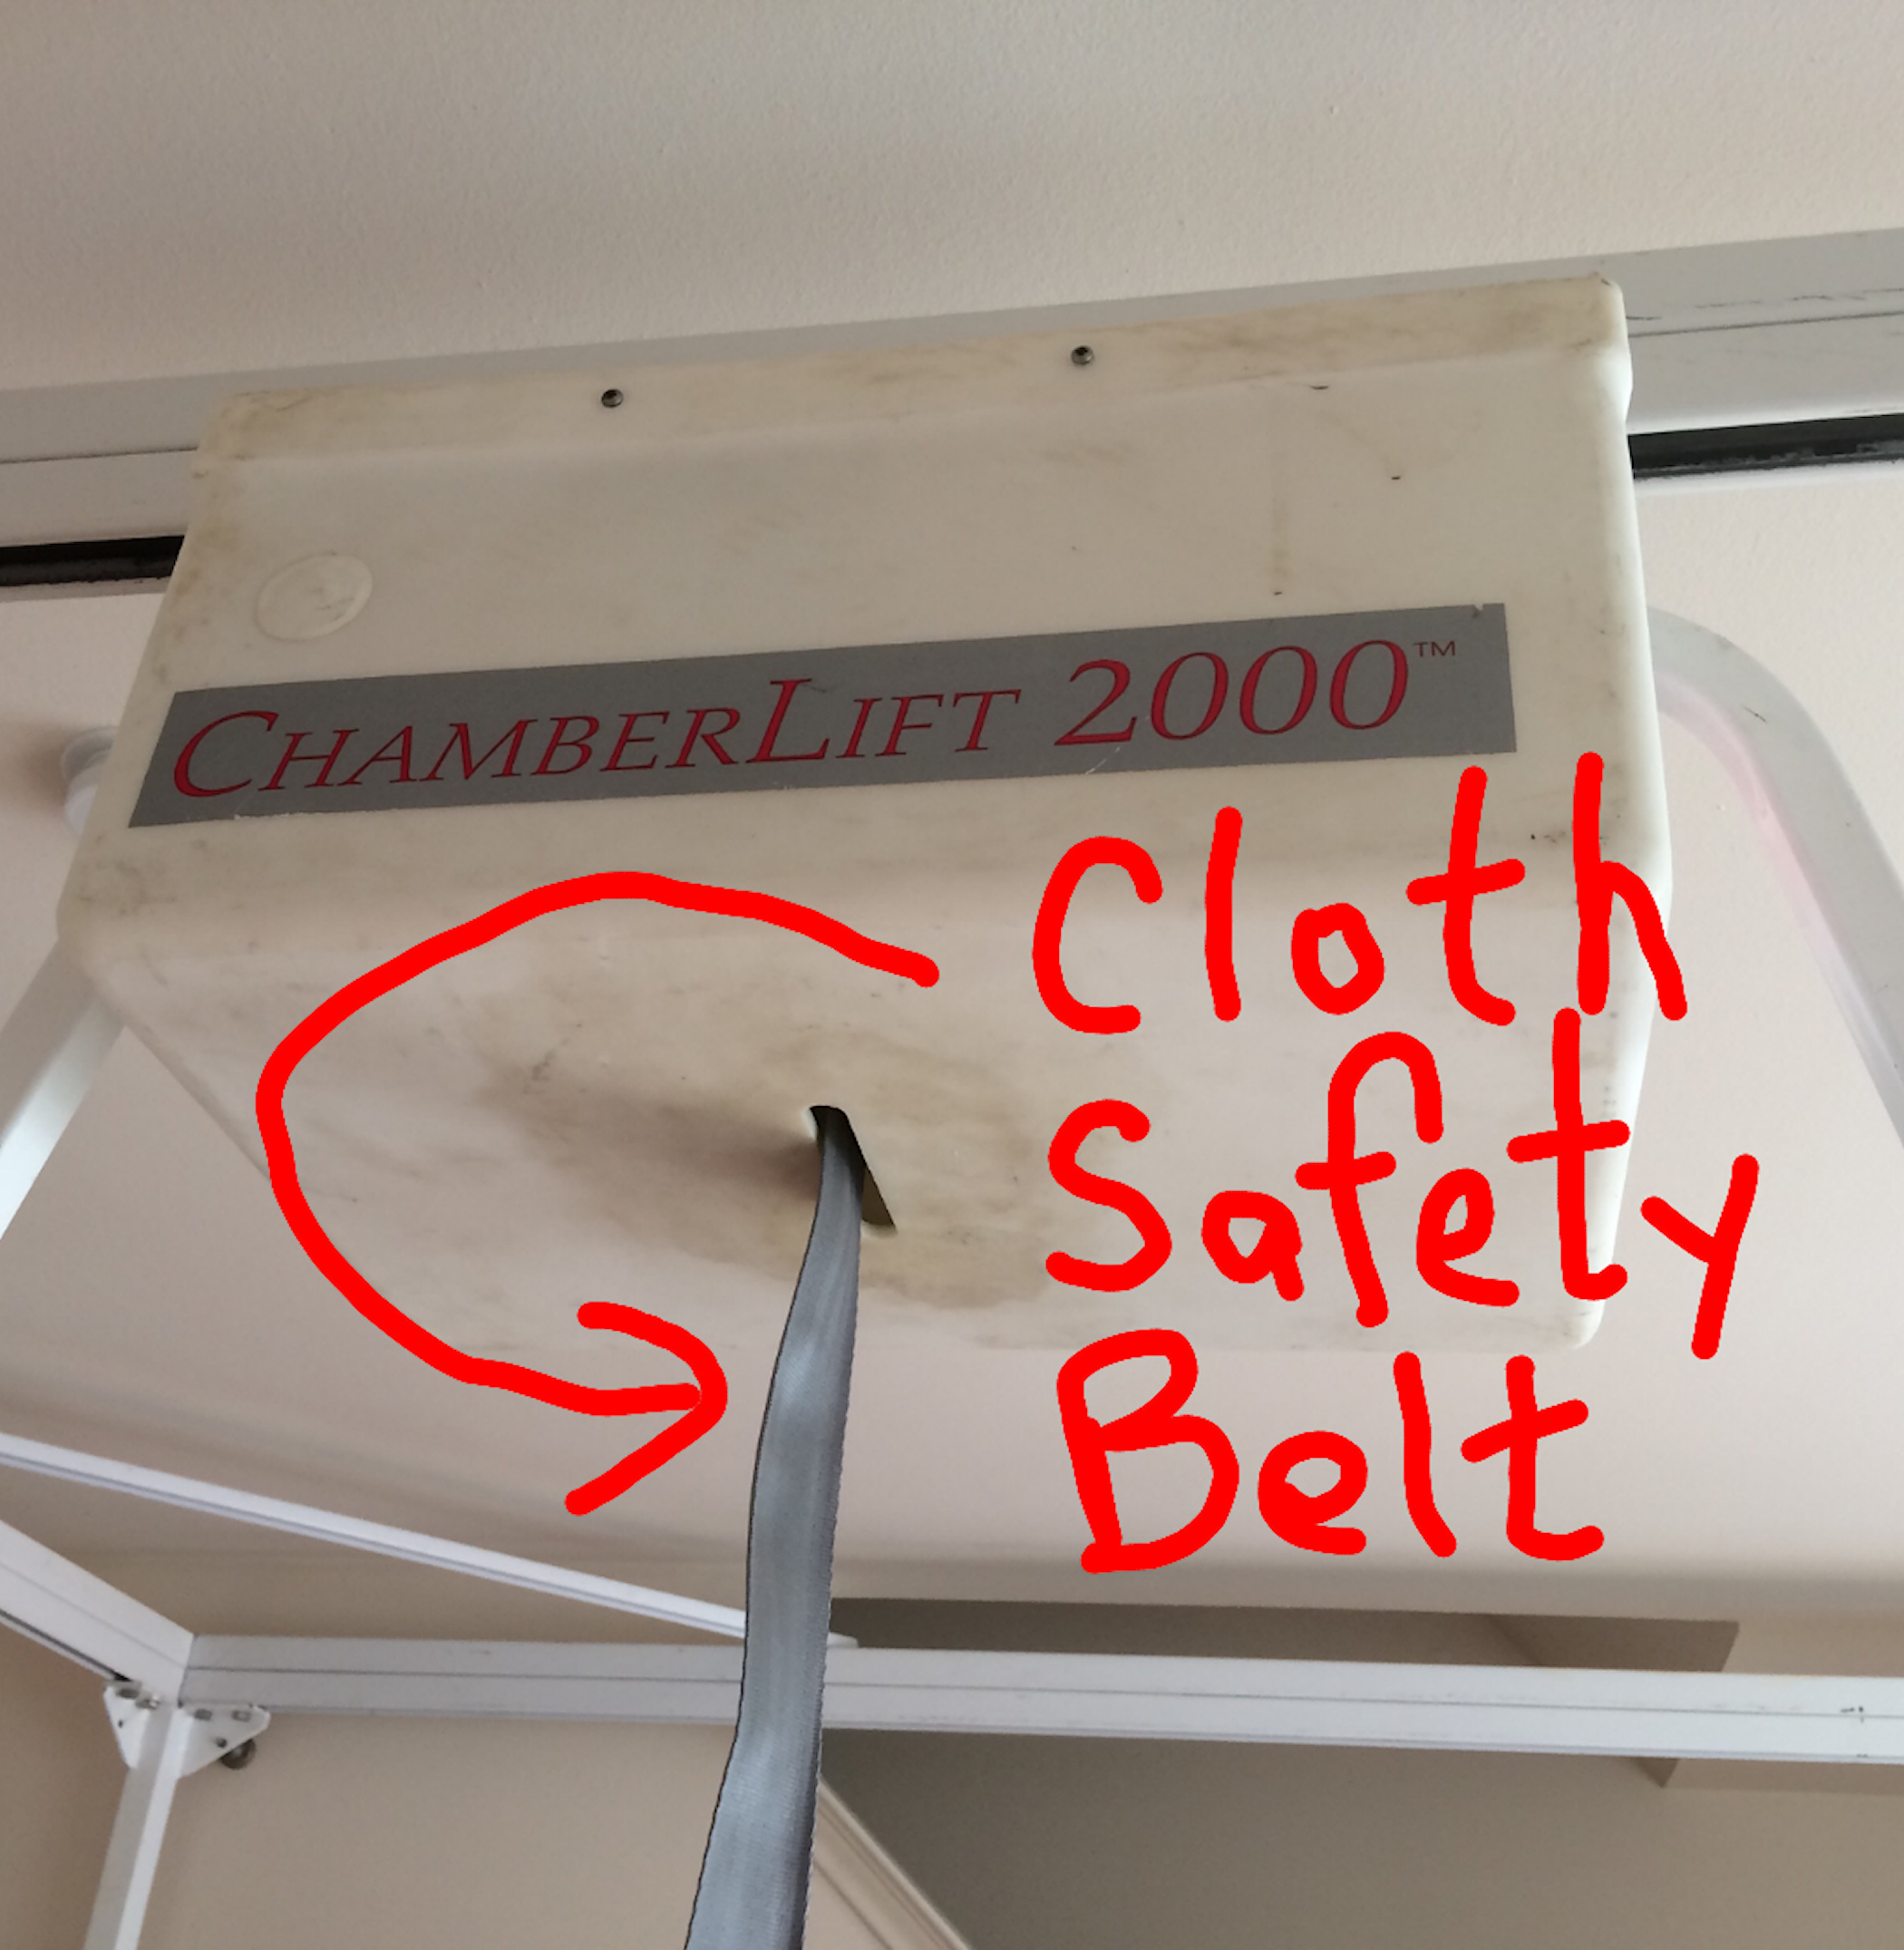 CHAMBERLIFT 2000™
Cloth
Safety
Belt